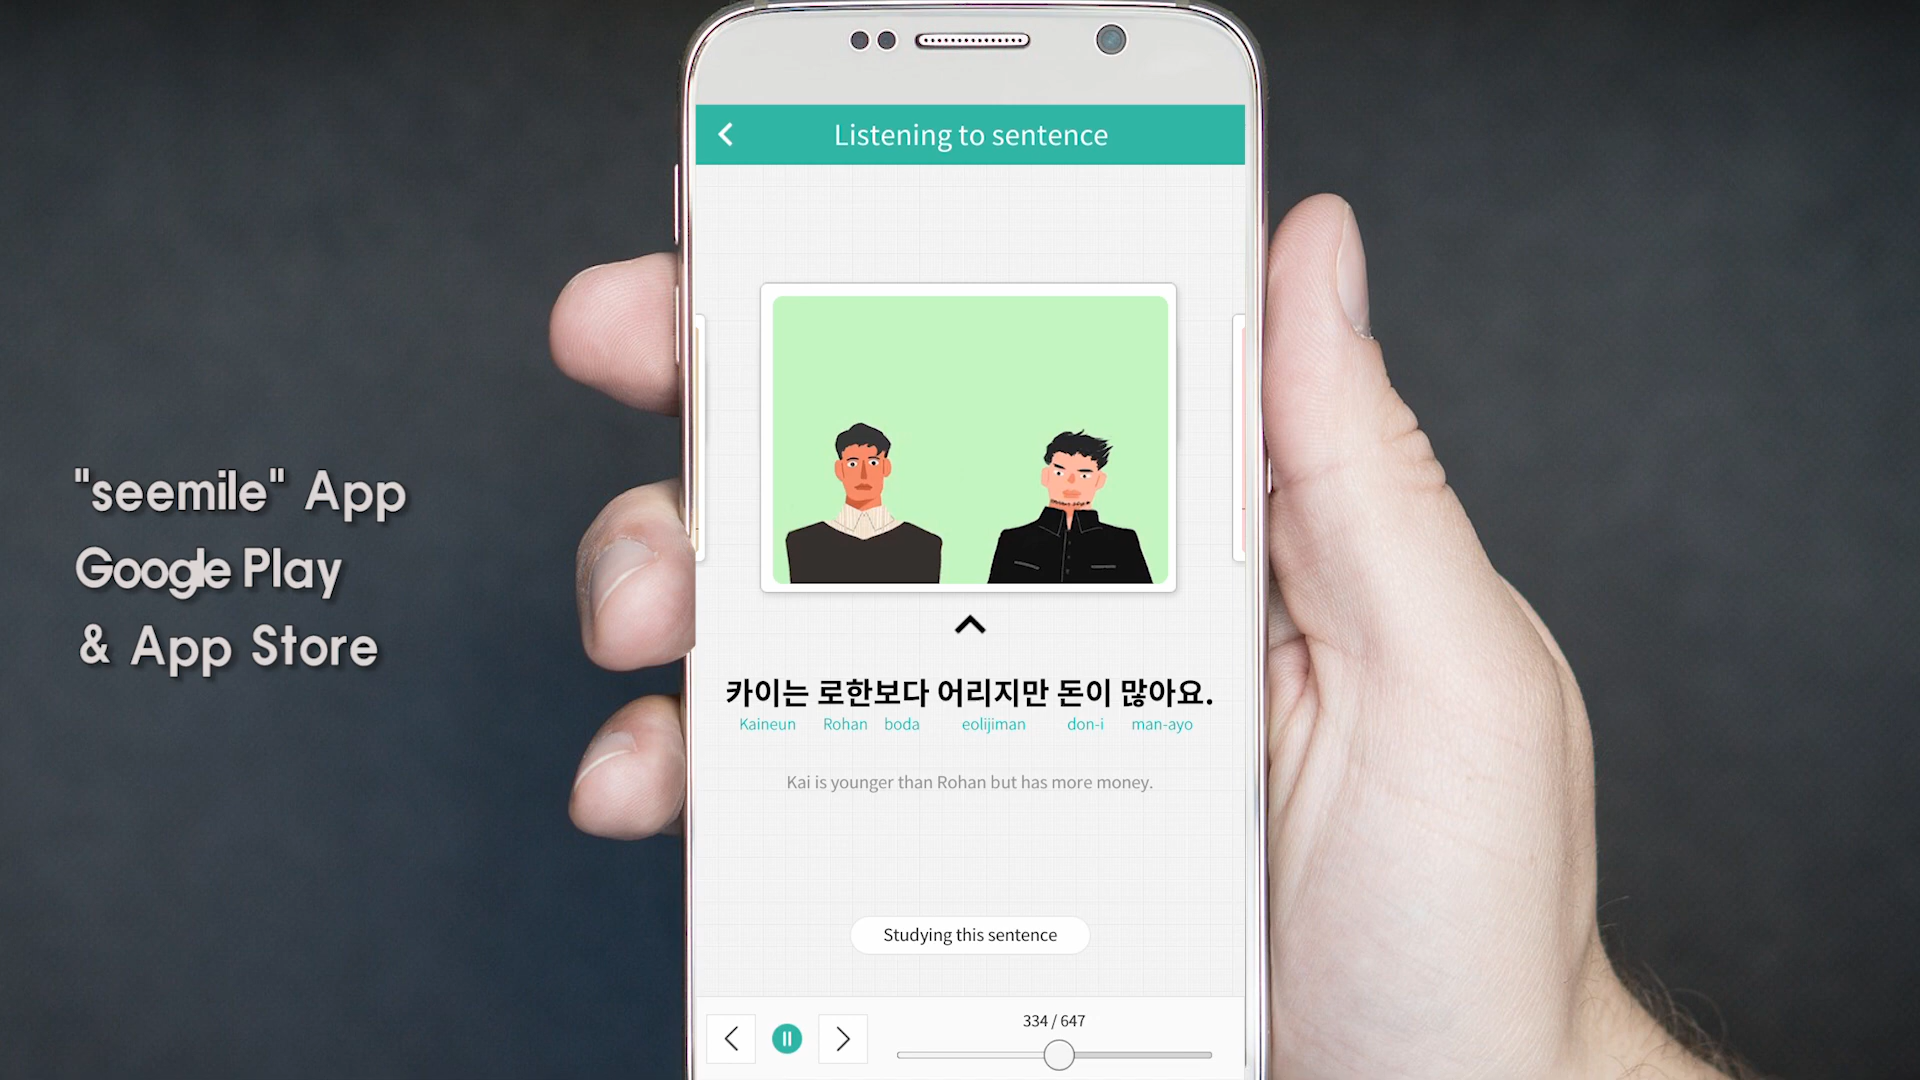 "seemile" App
Google Play
& App Store
Listening to sentence
카이는 로한보다 어리지만 돈이 많아요.
Kaineun Rohan boda eolijiman don-i man-ayo
Kai is younger than Rohan but has more money.
Studying this sentence
334 / 647